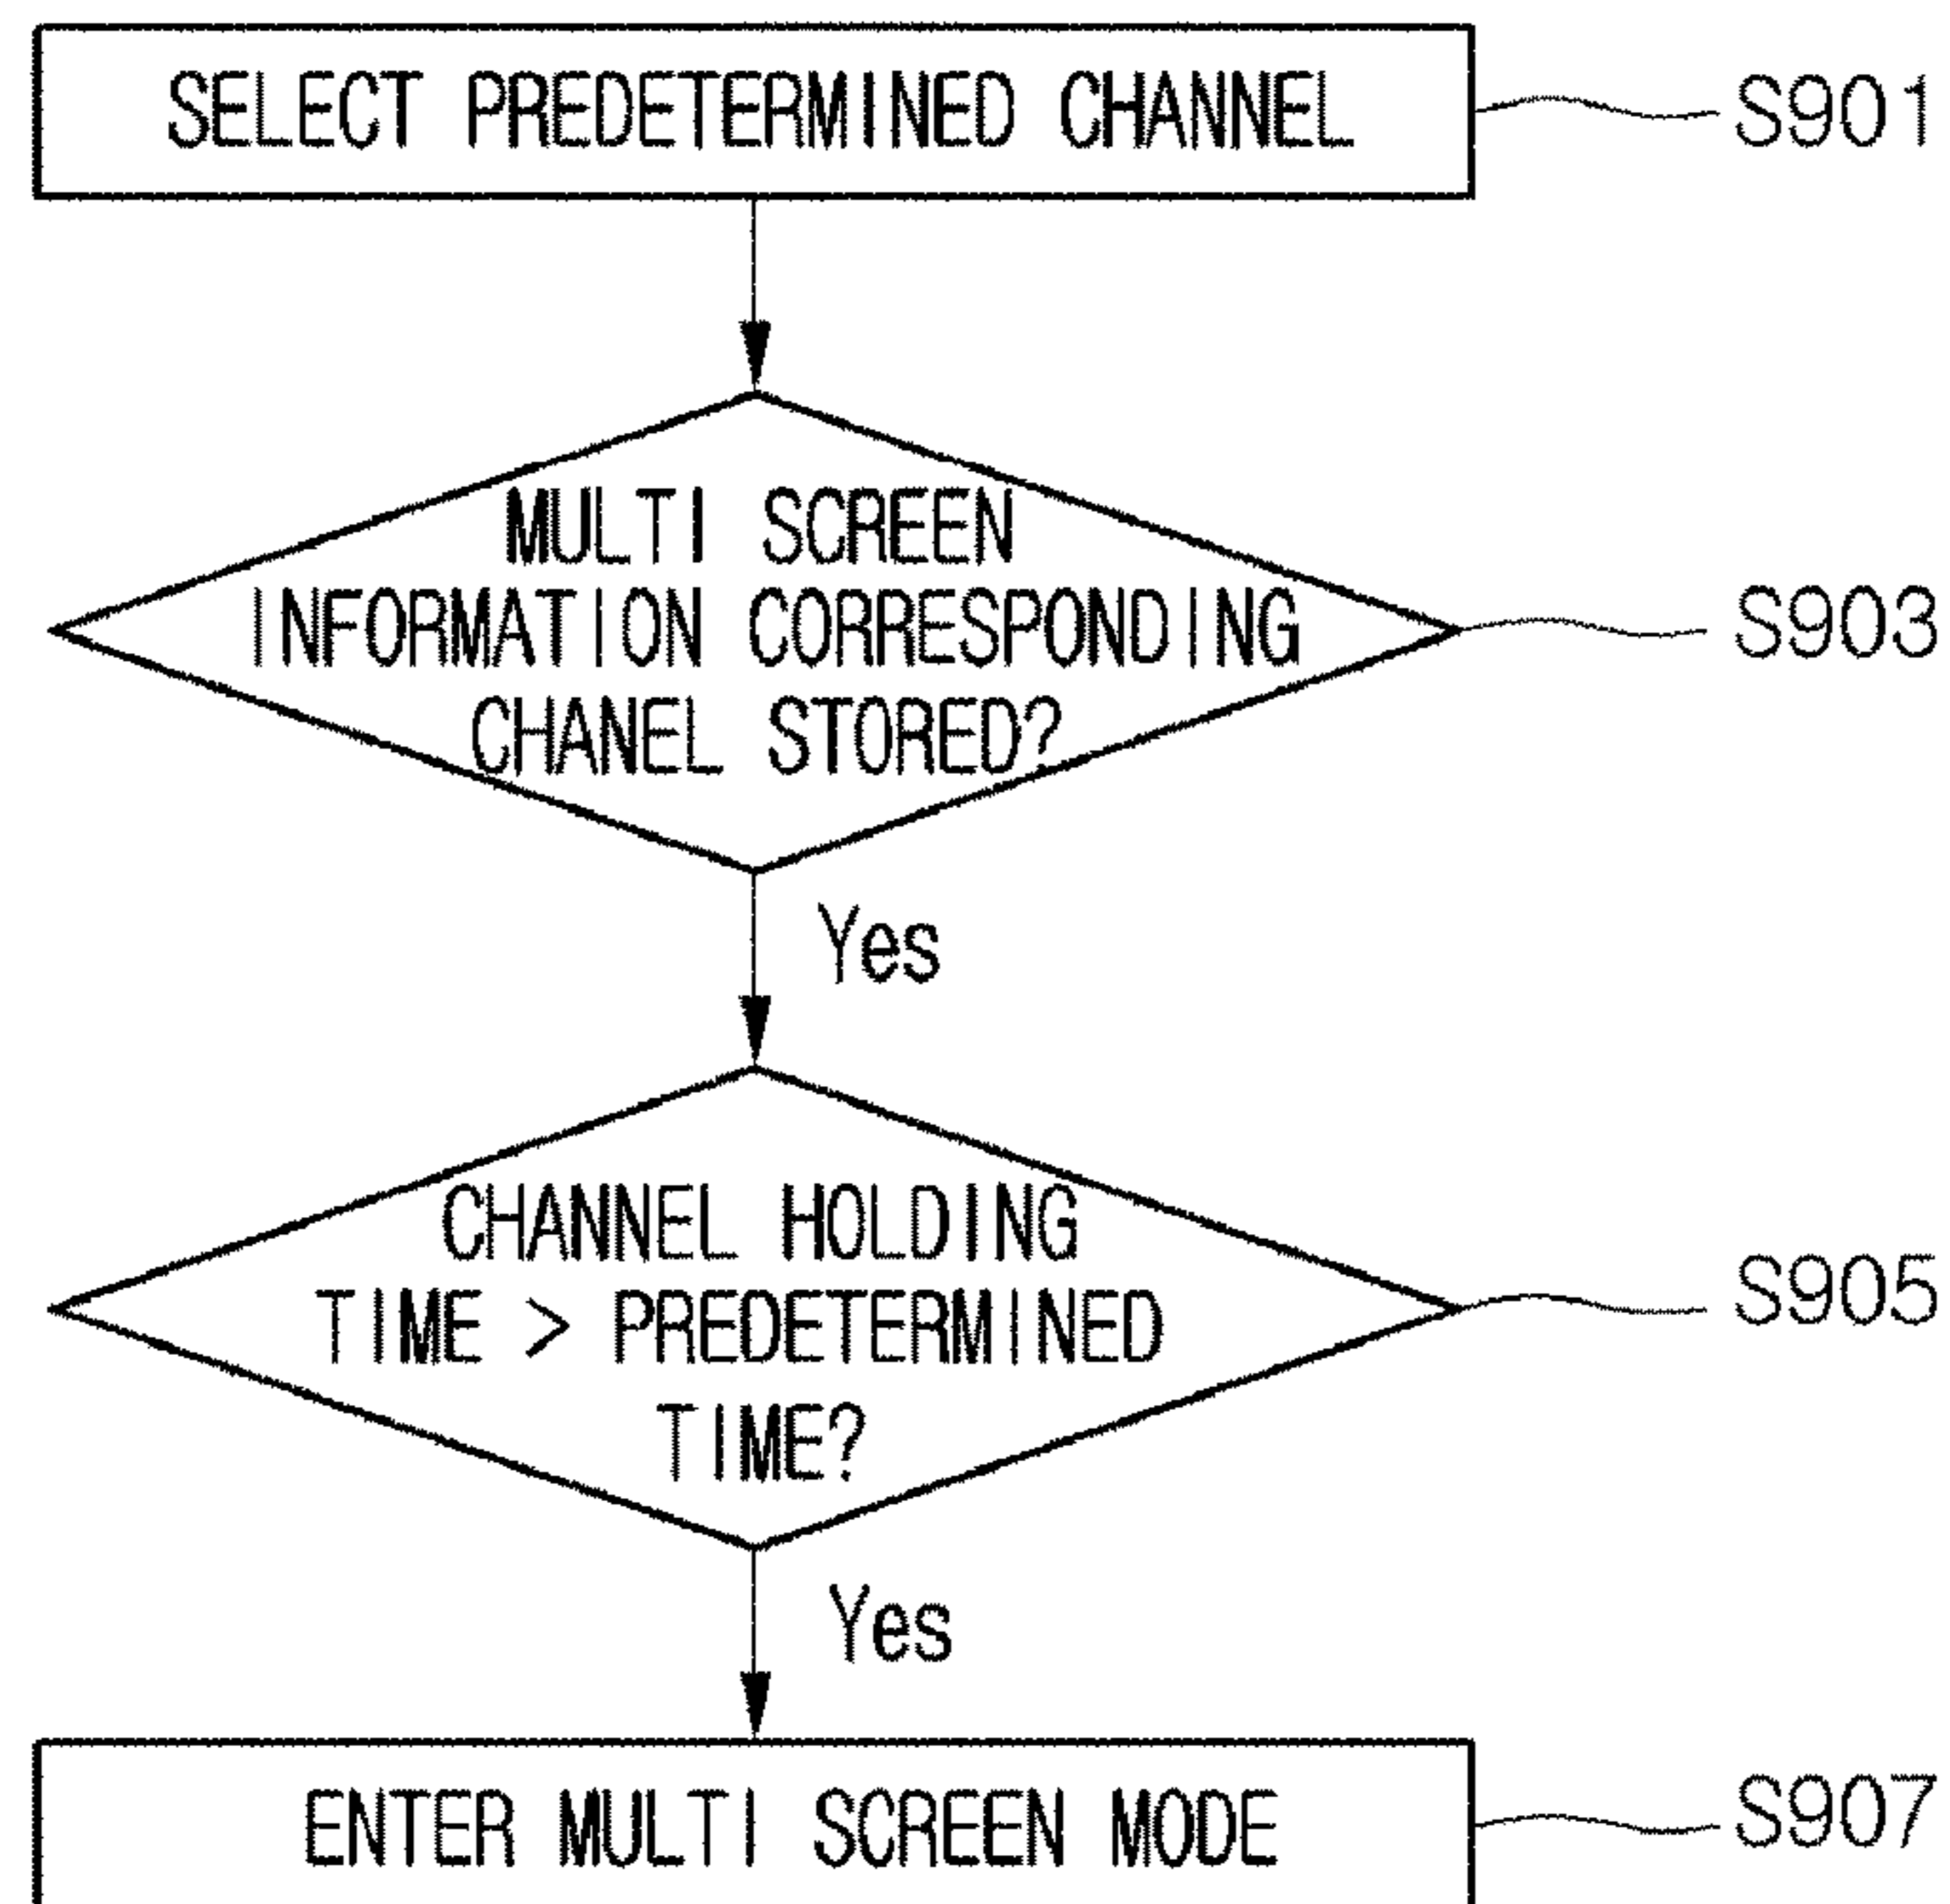 SELECT PREDETERMINED CHANNEL
S901
MULTI SCREEN
INFORMATION CORRESPONDING
CHANEL STORED?
S903
Yes
CHANNEL HOLDING
TIME > PREDETERMINED
TIME?
S905
Yes
ENTER MULTI SCREEN MODE
S907